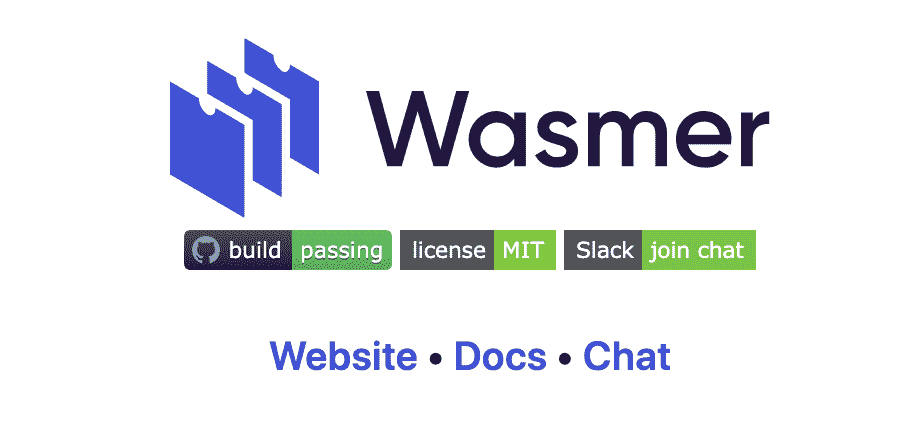 Wasmer
build passing license MIT Slack join chat
Website • Docs • Chat